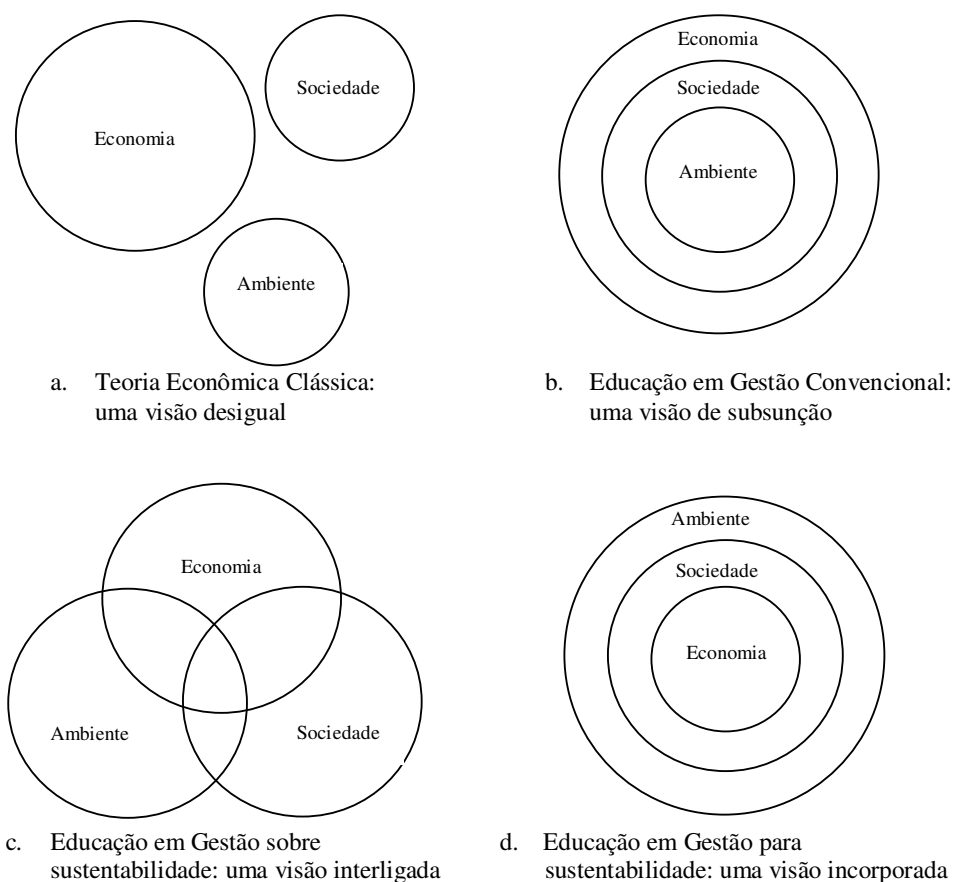 Economia
Sociedade
Ambiente
a. Teoria Econômica Clássica:
uma visão desigual
Economia
Sociedade
Ambiente
b. Educação em Gestão Convencional:
uma visão de subsunção
Economia
Ambiente
Sociedade
c. Educação em Gestão sobre
sustentabilidade: uma visão interligada
Ambiente
Sociedade
Economia
d. Educação em Gestão para
sustentabilidade: uma visão incorporada